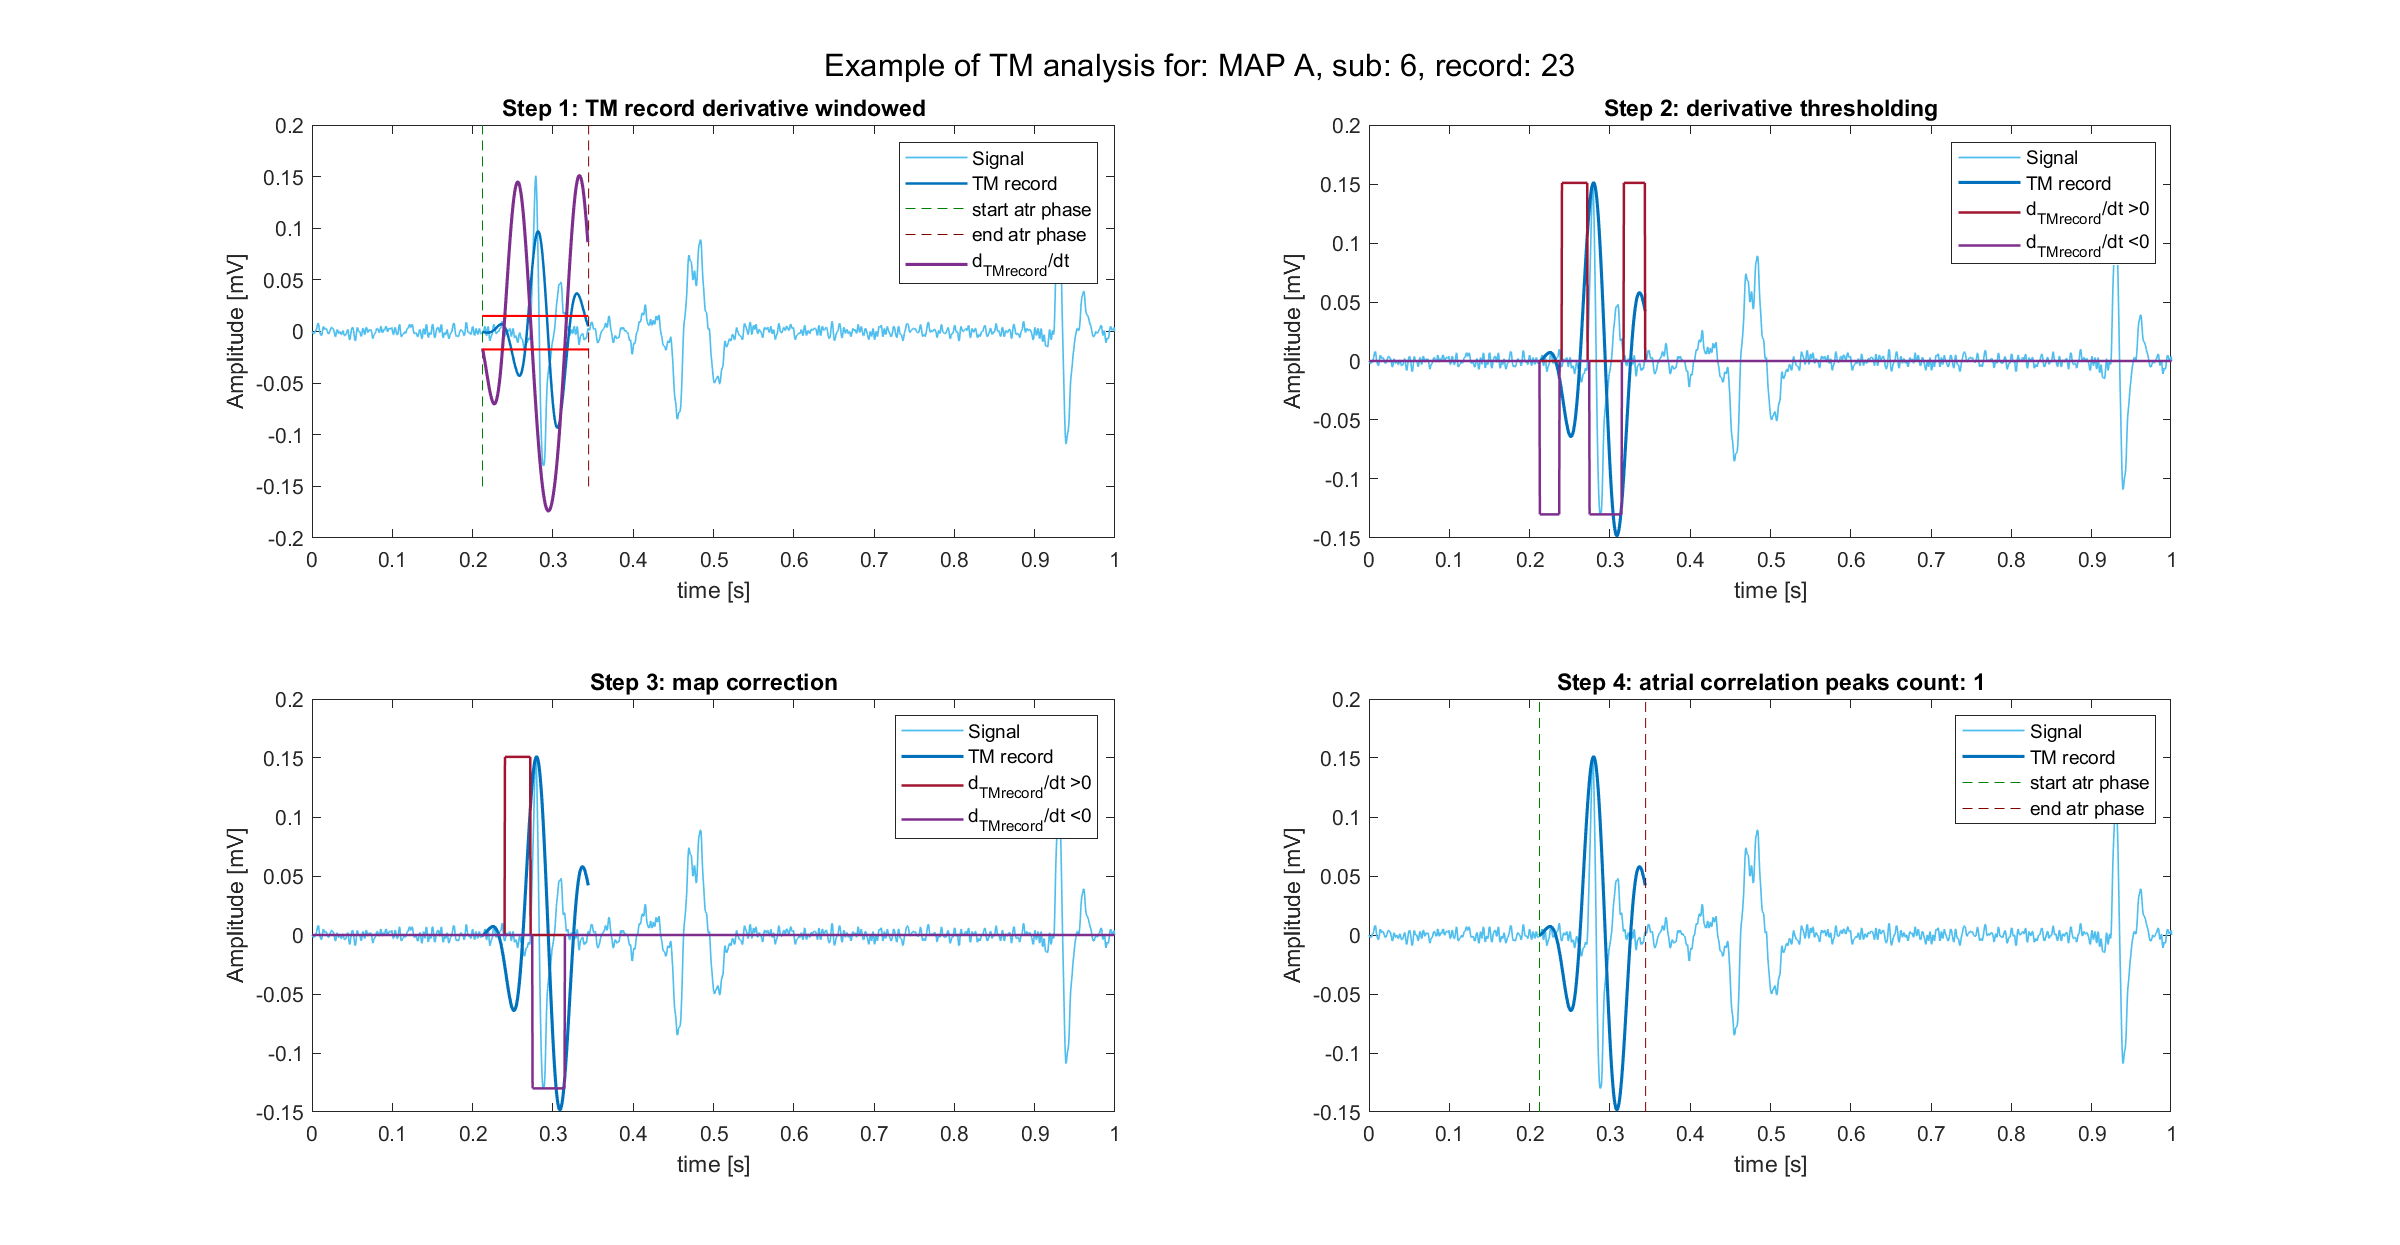 Example of TM analysis for: MAP A, sub: 6, record: 23
Step 1: TM record derivative windowed
0.2
0.15
0.1
0.05
0
-0.05
-0.1
-0.15
-0.2
Amplitude [mV]
0 0.1 0.2 0.3 0.4 0.5 0.6 0.7 0.8 0.9 1
time [s]
Signal
TM record
start atr phase
end atr phase
dTMrecord/dt
Step 2: derivative thresholding
0.2
0.15
0.1
0.05
0
-0.05
-0.1
-0.15
Amplitude [mV]
0 0.1 0.2 0.3 0.4 0.5 0.6 0.7 0.8 0.9 1
time [s]
Signal
TM record
dTMrecord/dt >0
dTMrecord/dt <0
Step 3: map correction
0.2
0.15
0.1
0.05
0
-0.05
-0.1
-0.15
Amplitude [mV]
0 0.1 0.2 0.3 0.4 0.5 0.6 0.7 0.8 0.9 1
time [s]
Signal
TM record
dTMrecord/dt >0
dTMrecord/dt <0
Step 4: atrial correlation peaks count: 1
0.2
0.15
0.1
0.05
0
-0.05
-0.1
-0.15
Amplitude [mV]
0 0.1 0.2 0.3 0.4 0.5 0.6 0.7 0.8 0.9 1
time [s]
Signal
TM record
start atr phase
end atr phase